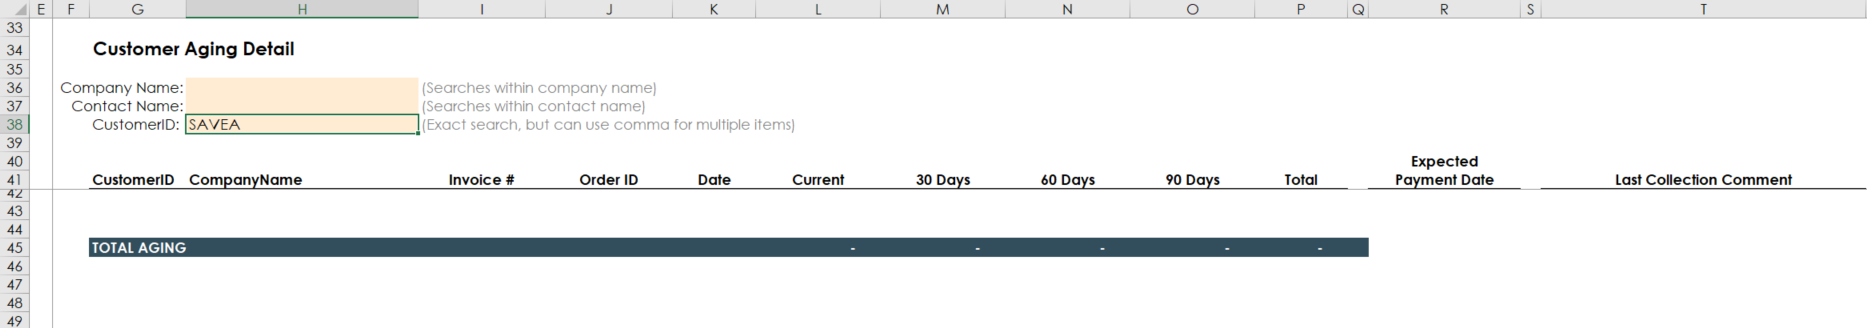 E F G H I J K L M N O P Q R S T
33
34 Customer Aging Detail
35
36 Company Name: (Searches within company name)
37 Contact Name: (Searches within contact name)
38 CustomerID: SAVEA (Exact search, but can use comma for multiple items)
39
40 Expected
41 CustomerID CompanyName Invoice # Order ID Date Current 30 Days 60 Days 90 Days Total Payment Date Last Collection Comment
42
43
44
45 TOTAL AGING - - - - -
46
47
48
49